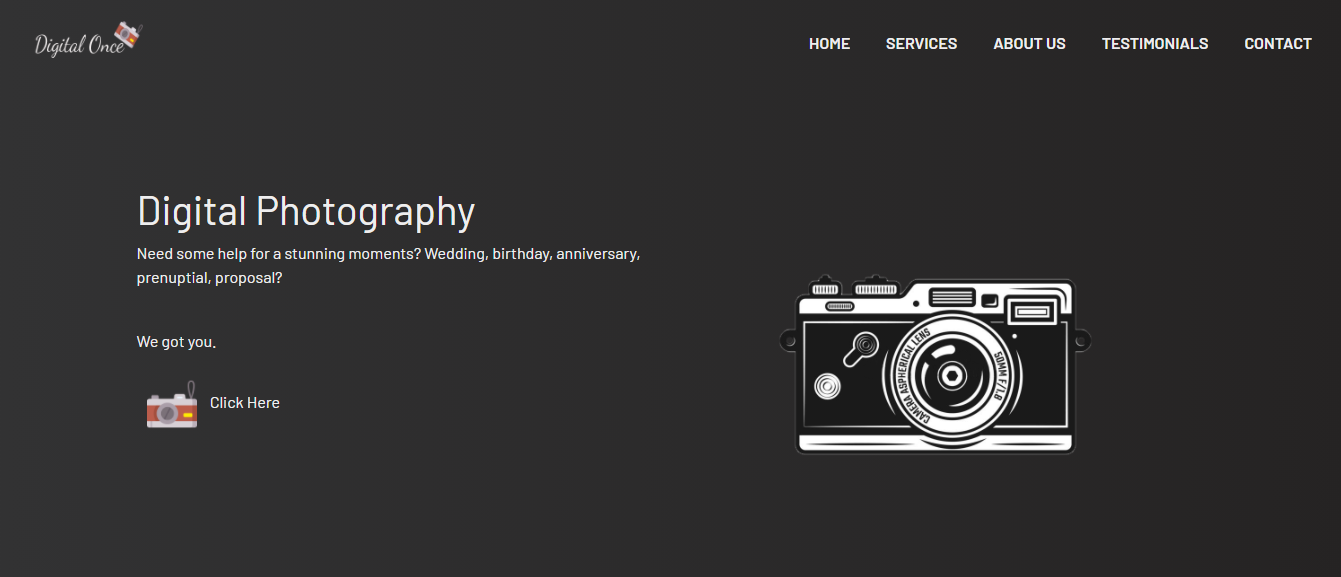 Digital Once
HOME SERVICES ABOUT US TESTIMONIALS CONTACT
Digital Photography
Need some help for a stunning moments? Wedding, birthday, anniversary,
prenuptial, proposal?
We got you.
Click Here
CAMERA ASPHERICAL LENS
50MM F/1.8